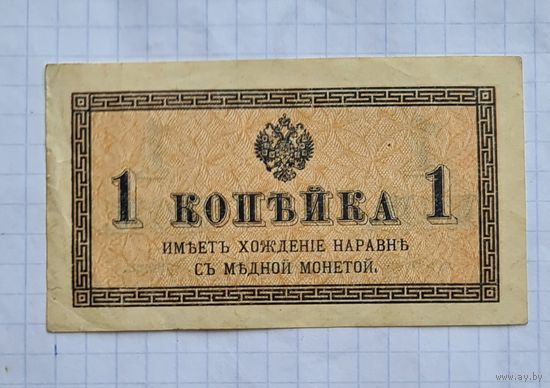 1 КОПѢЙКА 1
ИМѢЕТЪ ХОЖДЕНІЕ НАРАВНѢ
СЪ МѢДНОЙ МОНЕТОЙ.
www.ay.by